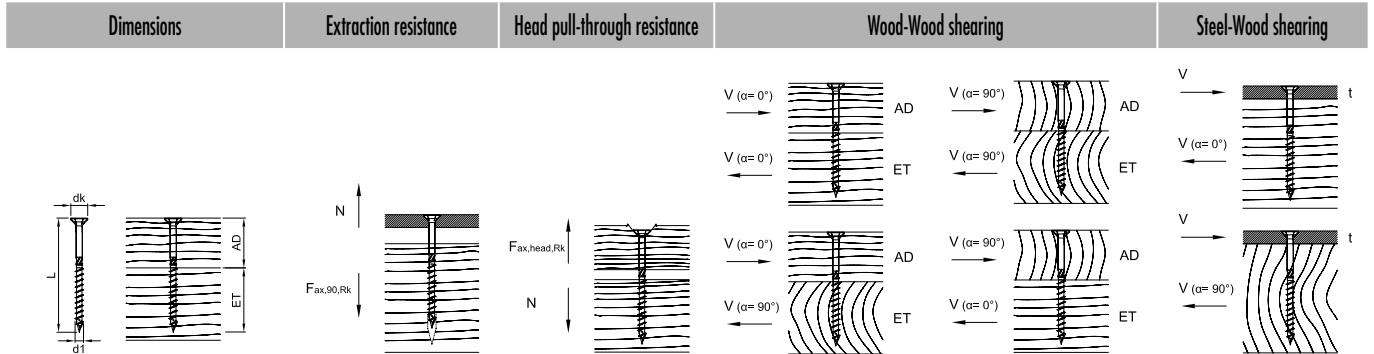 Dimensions
Extraction resistance
Head pull-through resistance
Wood-Wood shearing
Steel-Wood shearing
dk
L
d1
AD
ET
N
Fax,90,Rk
Fax,head,Rk
N
V (α= 0°)
AD
V (α= 0°)
ET
V (α= 90°)
AD
V (α= 90°)
ET
V (α= 0°)
AD
V (α= 90°)
ET
V (α= 90°)
AD
V (α= 0°)
ET
V
t
V (α= 0°)
V
t
V (α= 90°)